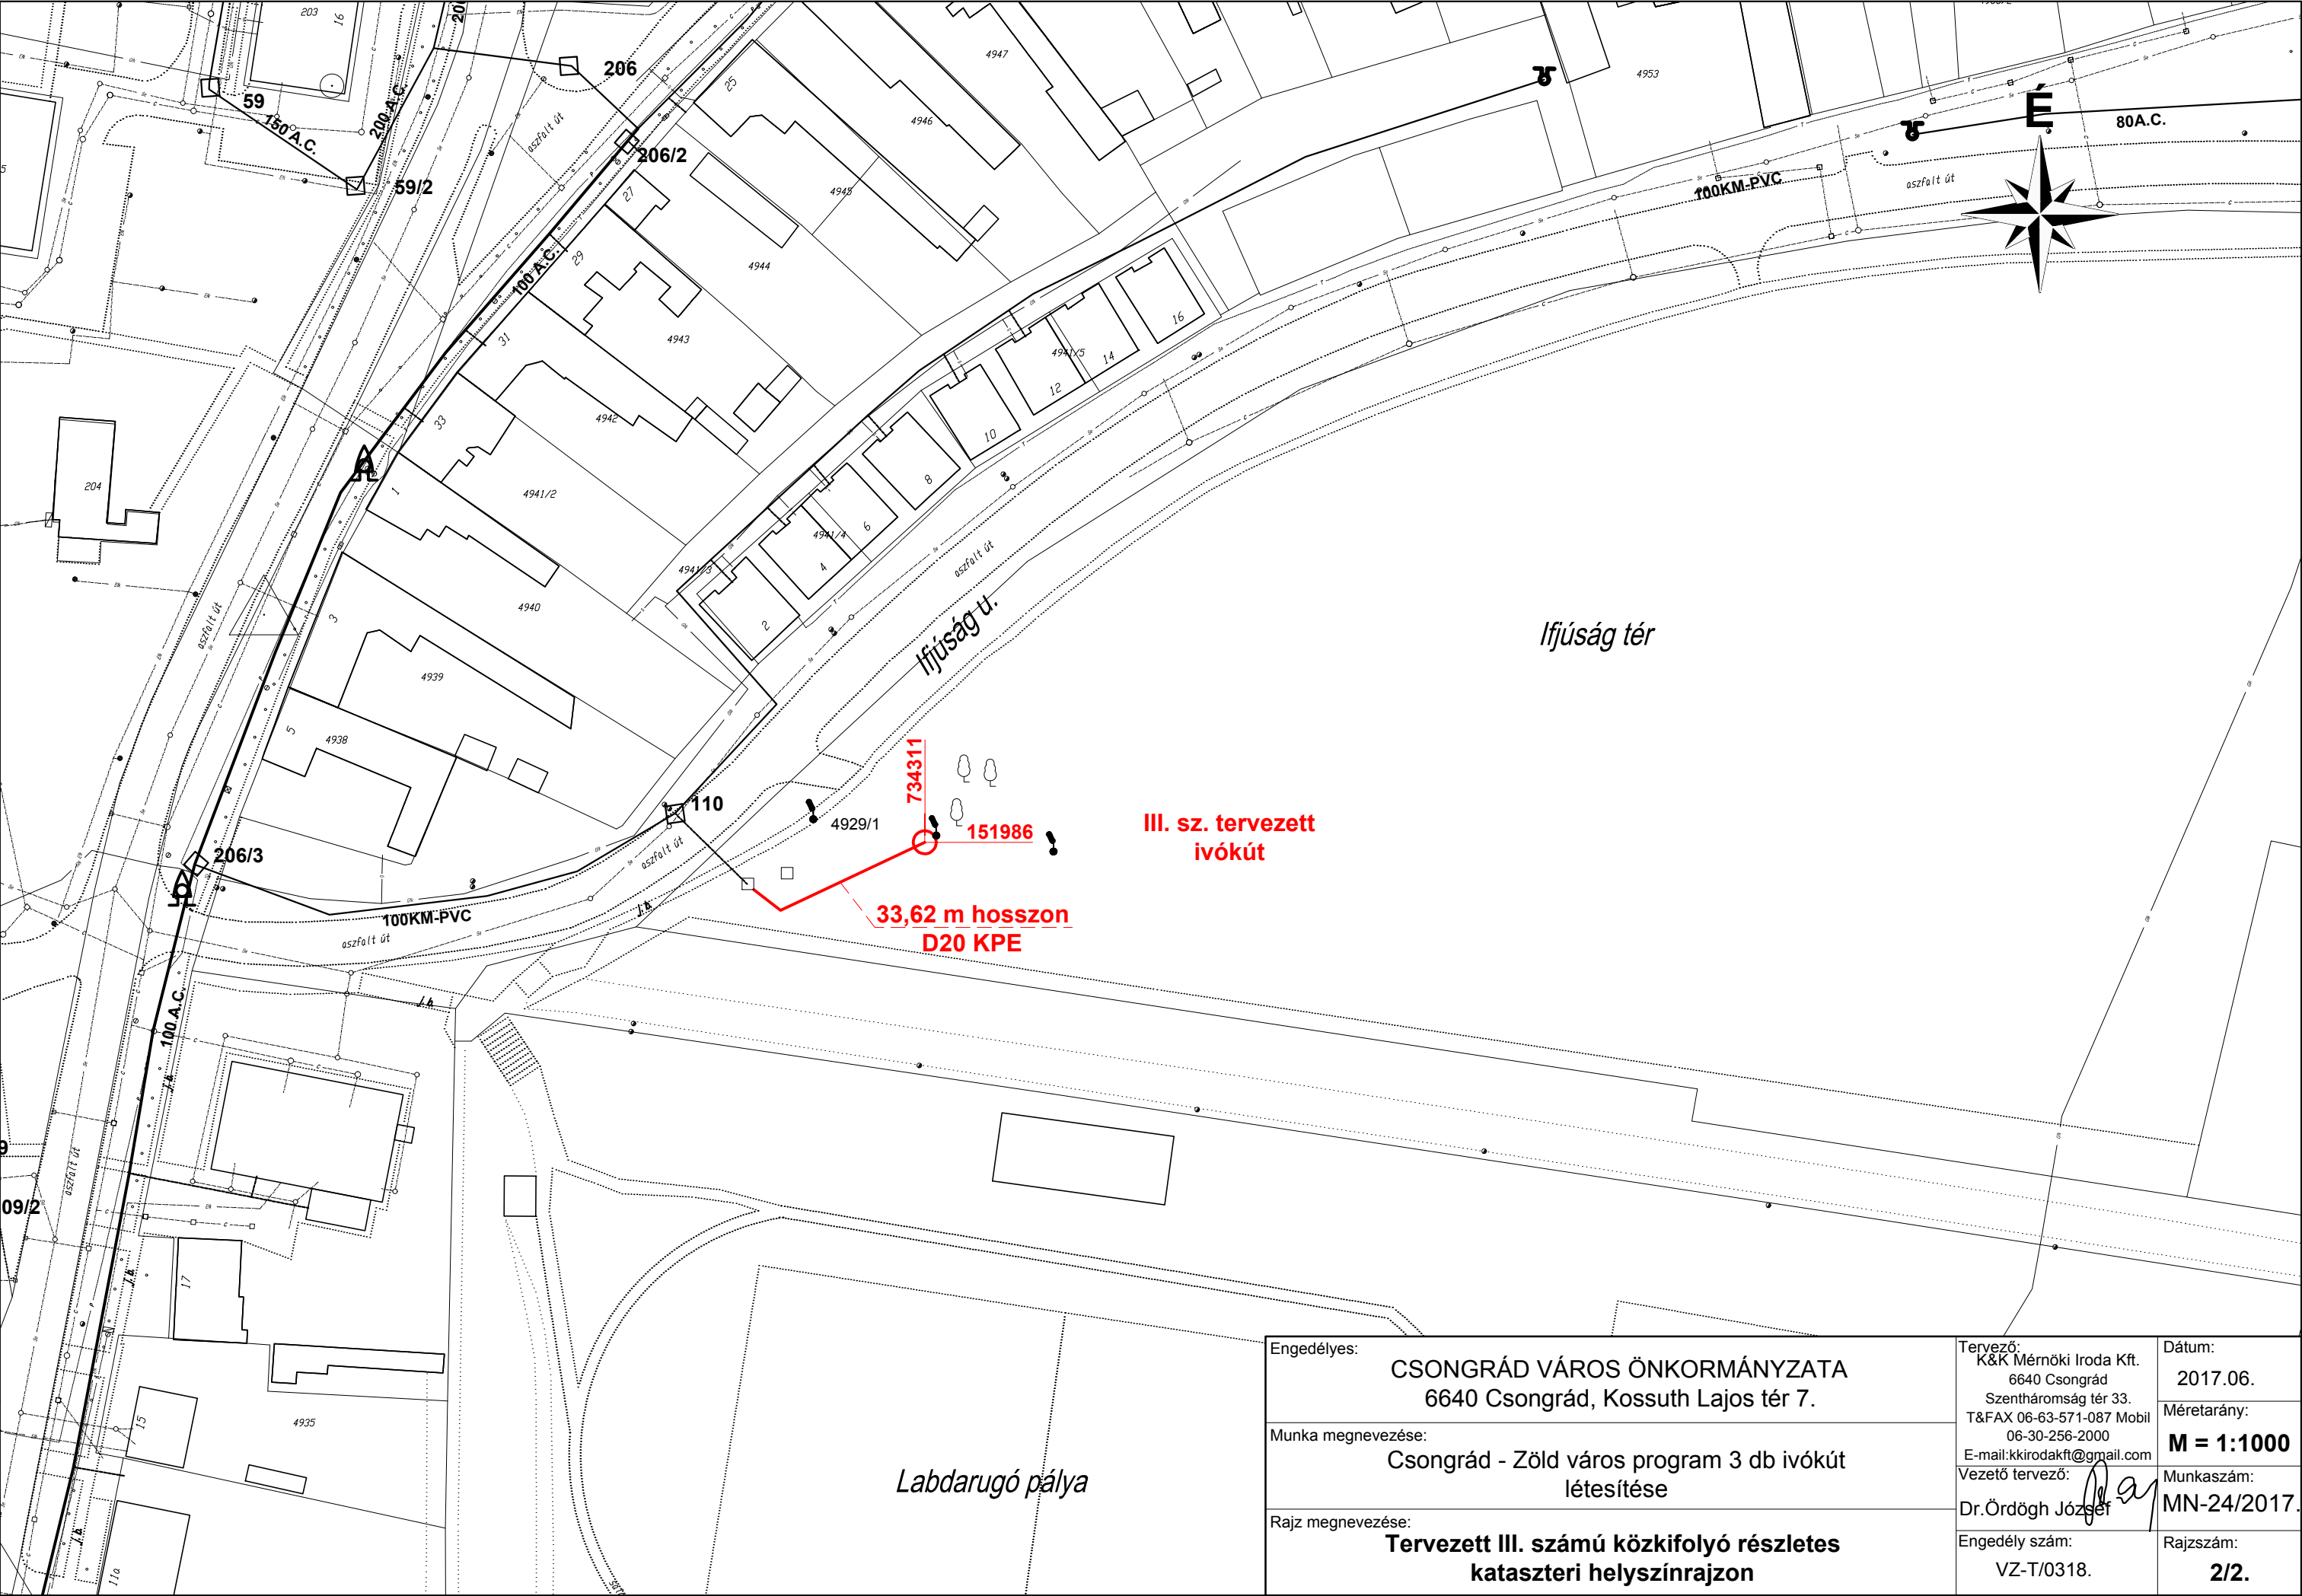 203
16
59
150 A.C.
200 A.C.
59/2
206
206/2
aszfalt út
25
27
29
31
33
100 A.C.
4947
4946
4945
4944
4943
4942
4941/2
4940
4939
4938
4953
1
3
5
204
80A.C.
É
100KM-PVC
aszfalt út
4941/5
16
14
12
10
8
6
4
2
4941/4
4941/3
aszfalt út
aszfalt út
Ifjúság u.
Ifjúság tér
110
4929/1
734311
151986
III. sz. tervezett
ivókút
33,62 m hosszon
D20 KPE
206/3
100KM-PVC
aszfalt út
aszfalt út
J.h
J.h
100 A.C.
J.h
aszfalt út
09/2
J.h
17
15
4935
11a
J.h
Labdarugó pálya
Engedélyes:
CSONGRÁD VÁROS ÖNKORMÁNYZATA
6640 Csongrád, Kossuth Lajos tér 7.
Munka megnevezése:
Csongrád - Zöld város program 3 db ivókút
létesítése
Rajz megnevezése:
Tervezett III. számú közkifolyó részletes
kataszteri helyszínrajzon
Tervező:
K&K Mérnöki Iroda Kft.
6640 Csongrád
Szentháromság tér 33.
T&FAX 06-63-571-087 Mobil
06-30-256-2000
E-mail:kkirodakft@gmail.com
Vezető tervező:
Dr.Ördögh József
Engedély szám:
VZ-T/0318.
Dátum:
2017.06.
Méretarány:
M = 1:1000
Munkaszám:
MN-24/2017.
Rajzszám:
2/2.